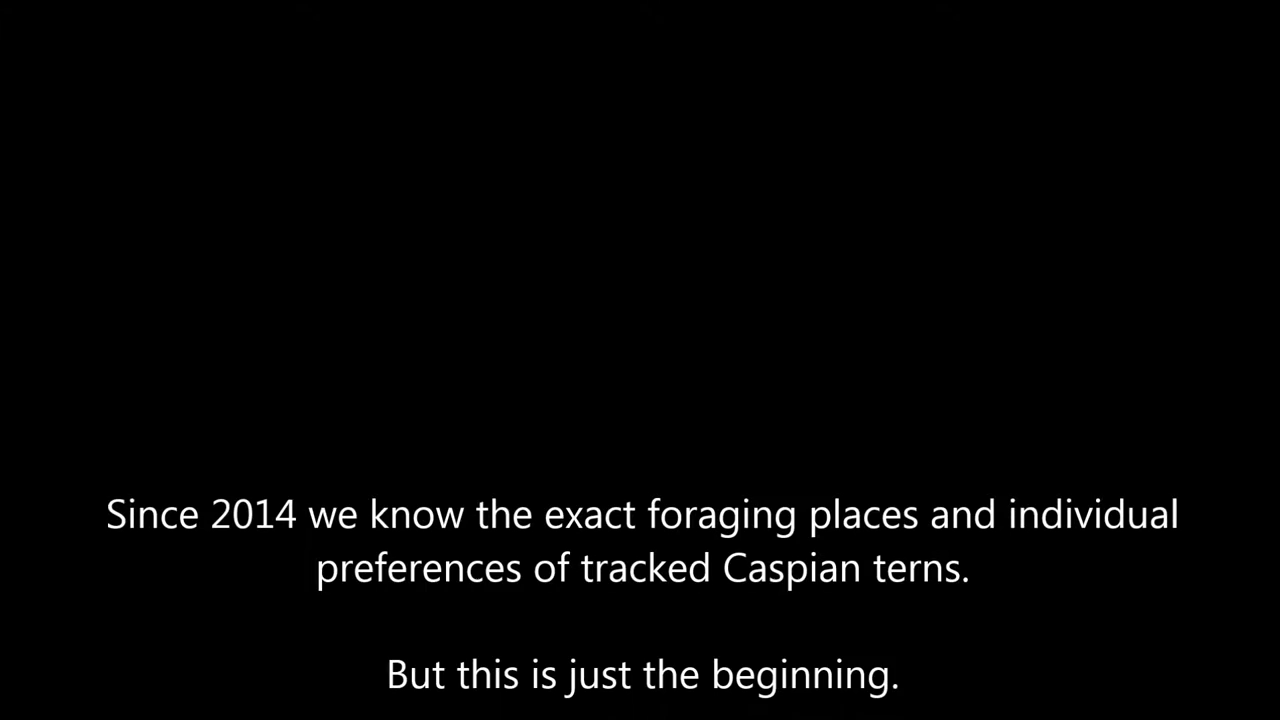 Since 2014 we know the exact foraging places and individual
preferences of tracked Caspian terns.
But this is just the beginning.